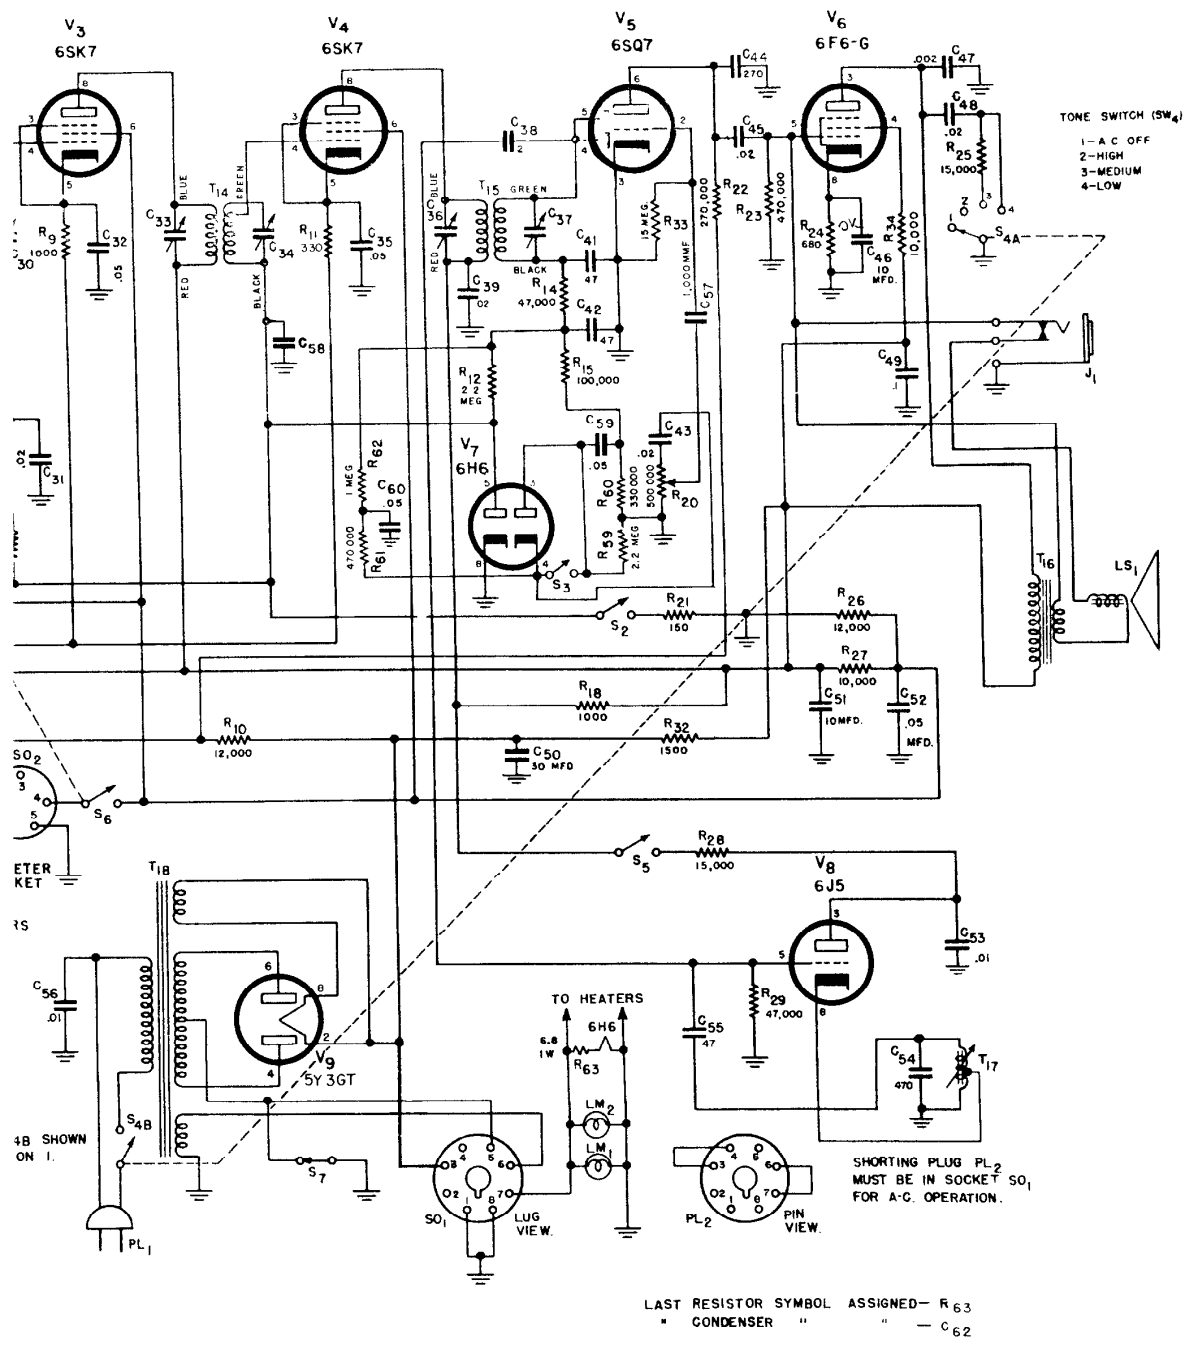 V3
6SK7
V4
6SK7
V5
6SQ7
V6
6F6-G
C44
270
.002 C47
C48
.02
R25
15,000
TONE SWITCH (SW4)
1-A C OFF
2-HIGH
3-MEDIUM
4-LOW
S4A
C38
2
C45
.02
BLUE
T14
GREEN
C33
C34
RED
BLACK
R9
1000
C32
.05
C30
R11
330
C35
.05
BLUE
C36
RED
T15
GREEN
C37
BLACK
C41
47
C39
02
R14
47,000
C42
47
15 MEG.
R33
1,000MMF
C57
R22
270,000
R23
470,000
R24
680
C46
10
MFD.
R34
10,000
C49
.1
J1
C58
R12
2 2
MEG
R15
100,000
C59
.05
C43
.02
R20
500 000
R60
330 000
R59
2.2 MEG
V7
6H6
R62
1 MEG
C60
.05
R61
470 000
S3
.02
C31
T16
LS1
S2
R21
150
R26
12,000
R27
10,000
C51
10MFD.
C52
.05
MFD.
R18
1000
R10
12,000
R32
1500
C50
30 MFD
SO2
3
4
5
S6
ETER
KET
RS
T18
S5
R28
15,000
V8
6J5
C53
.01
C56
.01
V9
5Y3GT
TO HEATERS
6H6
6.8
1W
R63
R29
47,000
C55
47
C54
470
T17
S4B
4B SHOWN
ON 1.
LM2
LM1
S7
PL1
SO1
LUG
VIEW.
PL2
PIN
VIEW.
SHORTING PLUG PL2
MUST BE IN SOCKET SO1
FOR A-C. OPERATION.
LAST RESISTOR SYMBOL ASSIGNED— R63
" CONDENSER " " — C62